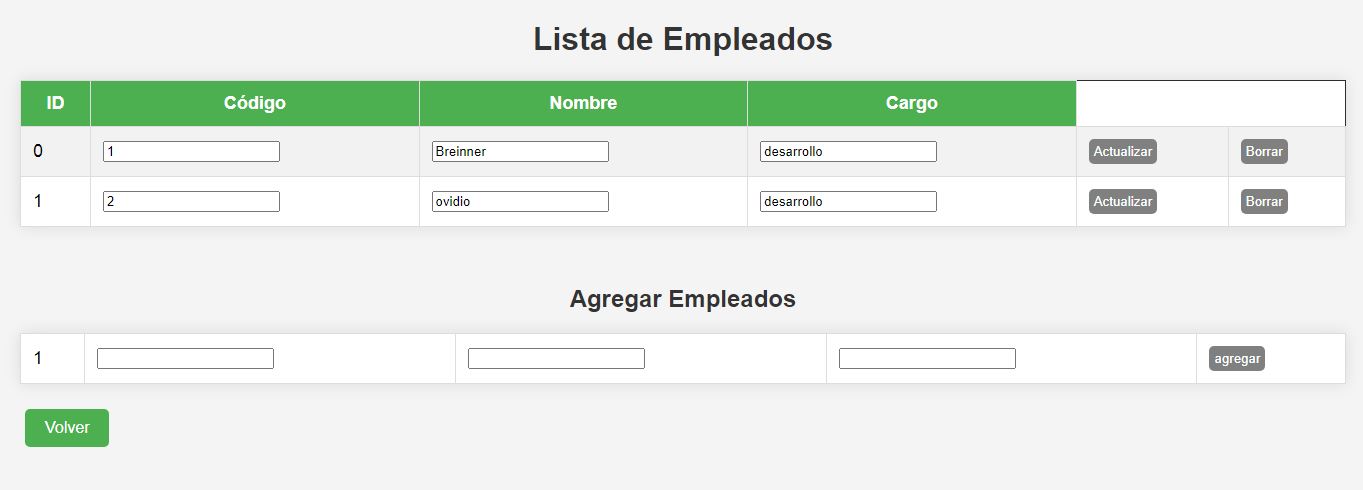 Lista de Empleados
ID Código Nombre Cargo
0 1 Breinner desarrollo Actualizar Borrar
1 2 ovidio desarrollo Actualizar Borrar
Agregar Empleados
1 agregar
Volver